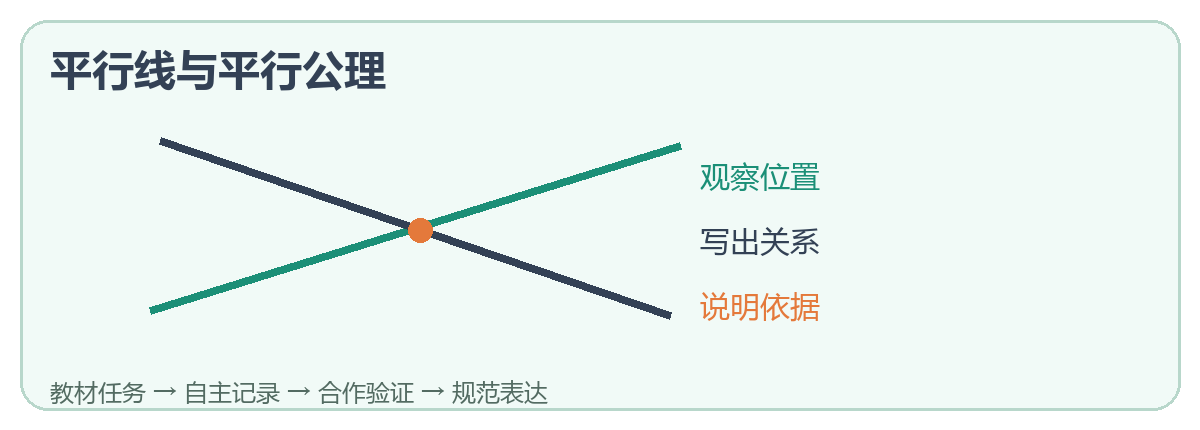 平行线与平行公理
观察位置
写出关系
说明依据
教材任务 → 自主记录 → 合作验证 → 规范表达